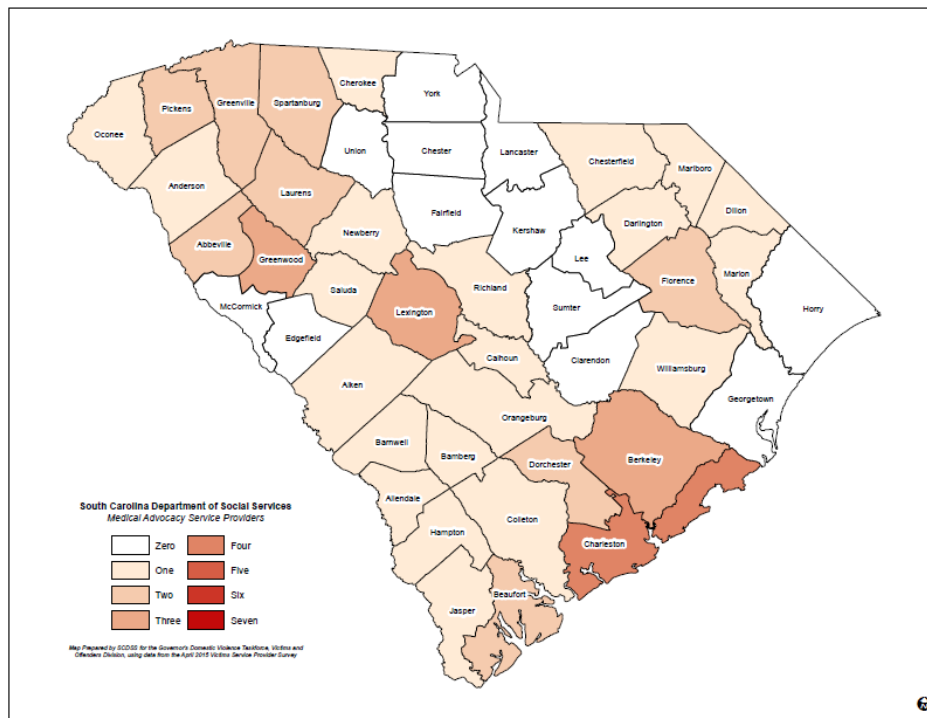 Cherokee
York
Greenville
Spartanburg
Pickens
Oconee
Union
Chester
Lancaster
Chesterfield
Marlboro
Anderson
Laurens
Dillon
Fairfield
Darlington
Newberry
Kershaw
Abbeville
Greenwood
Lee
Florence
Marion
Saluda
Richland
McCormick
Lexington
Sumter
Horry
Edgefield
Calhoun
Clarendon
Williamsburg
Aiken
Georgetown
Orangeburg
Barnwell
Bamberg
Dorchester
Berkeley
Allendale
Colleton
Hampton
Charleston
Beaufort
Jasper
South Carolina Department of Social Services
Medical Advocacy Service Providers
Zero Four
One Five
Two Six
Three Seven
Map Prepared by SCDSS for the Governor's Domestic Violence Taskforce, Victims and
Offenders Division, using data from the April 2015 Victims Service Provider Survey